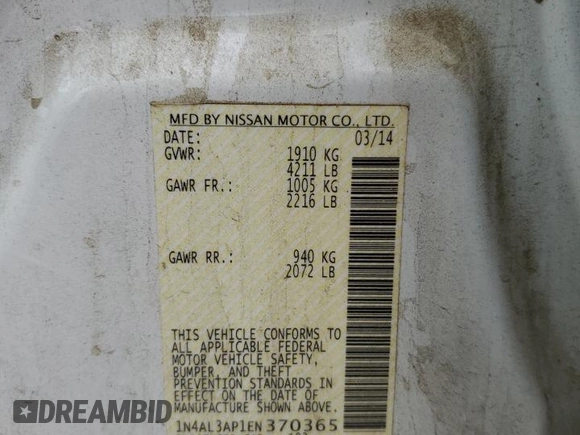 MFD BY NISSAN MOTOR CO., LTD.
DATE: 03/14
GVWR: 1910 KG
4211 LB
GAWR FR.: 1005 KG
2216 LB
GAWR RR.: 940 KG
2072 LB
THIS VEHICLE CONFORMS TO
ALL APPLICABLE FEDERAL
MOTOR VEHICLE SAFETY,
BUMPER, AND THEFT
PREVENTION STANDARDS IN
EFFECT ON THE DATE OF
MANUFACTURE SHOWN ABOVE.
1N4AL3AP1EN370365
DREAMBID